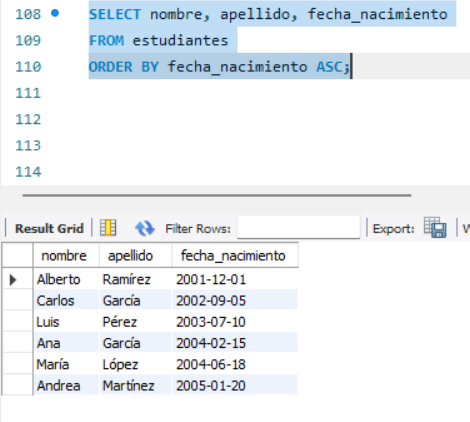 108 SELECT nombre, apellido, fecha_nacimiento
109 FROM estudiantes
110 ORDER BY fecha_nacimiento ASC;
111
112
113
114
Result Grid Filter Rows: Export: W
nombre apellido fecha_nacimiento
Alberto Ramírez 2001-12-01
Carlos García 2002-09-05
Luis Pérez 2003-07-10
Ana García 2004-02-15
María López 2004-06-18
Andrea Martínez 2005-01-20